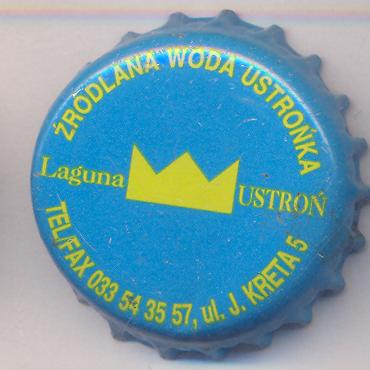 ŹRÓDLANA WODA USTROŃKA
Laguna
USTROŃ
TEL/FAX 033 54 35 57, ul. J. KRETA 5